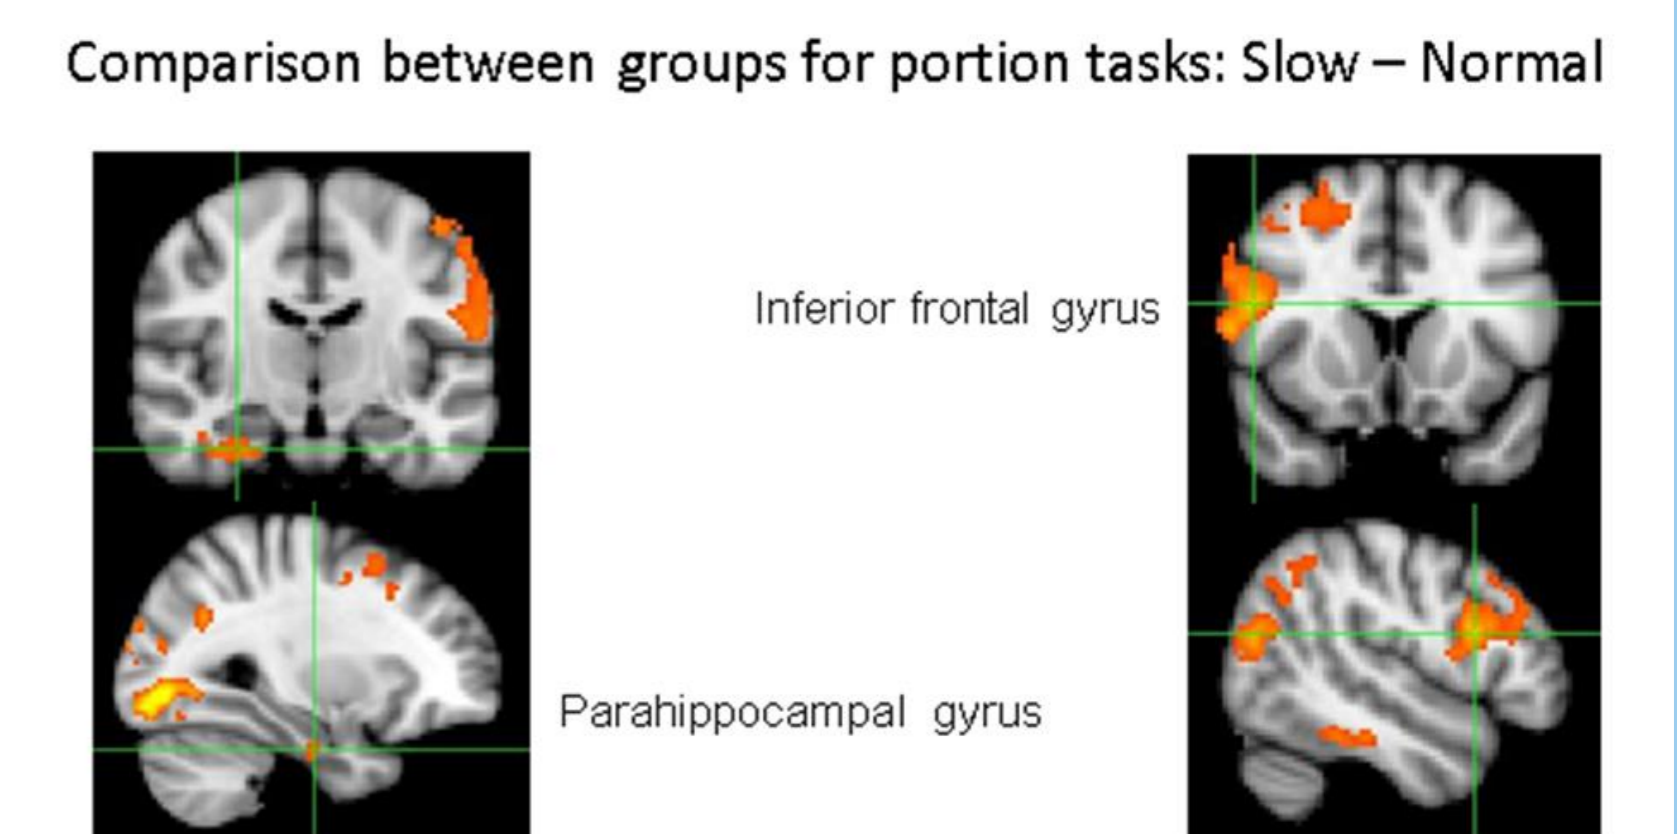 Comparison between groups for portion tasks: Slow – Normal
Inferior frontal gyrus
Parahippocampal gyrus